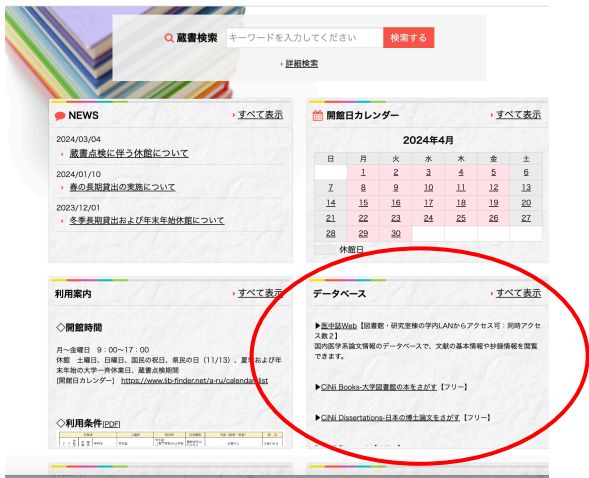 蔵書検索 キーワードを入力してください 検索する
詳細検索
NEWS すべて表示
2024/03/04
蔵書点検に伴う休館について
2024/01/10
春の長期貸出の実施について
2023/12/01
冬季長期貸出および年末年始休館について
開館日カレンダー すべて表示
2024年4月
日 月 火 水 木 金 土
1 2 3 4 5 6
7 8 9 10 11 12 13
14 15 16 17 18 19 20
21 22 23 24 25 26 27
28 29 30
休館日
利用案内 すべて表示
◇開館時間
月～金曜日 9:00～17:00
休館 土曜日、日曜日、国民の祝日、県民の日（11/13）、夏季および年
末年始の大学一斉休業日、蔵書点検期間
[開館日カレンダー] https://www.lib-finder.net/a-ru/calendar_list
◇利用条件[PDF]
データベース すべて表示
▶医中誌Web【図書館・研究室棟の学内LANからアクセス可：同時アクセ
ス数２】
国内医学系論文情報のデータベースで、文献の基本情報や抄録情報を閲覧
できます。
▶CiNii Books-大学図書館の本をさがす【フリー】
▶CiNii Dissertations-日本の博士論文をさがす【フリー】